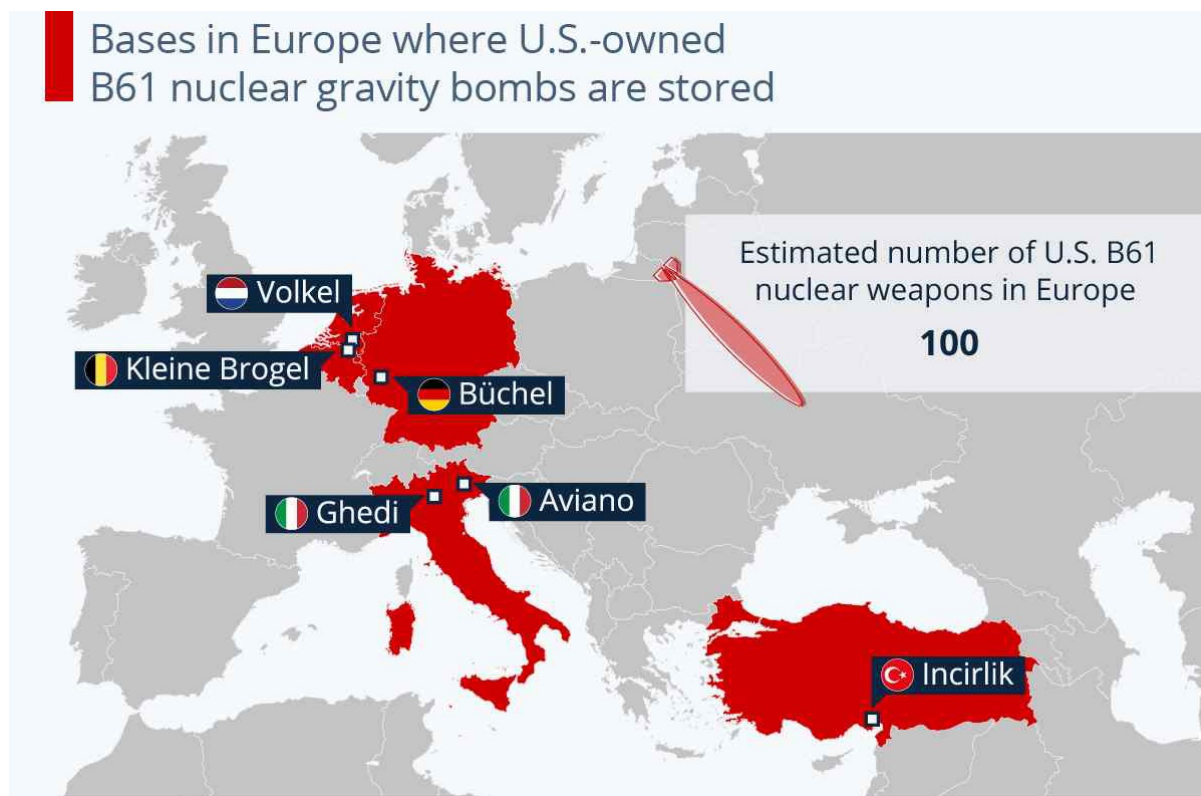 Bases in Europe where U.S.-owned
B61 nuclear gravity bombs are stored
Estimated number of U.S. B61
nuclear weapons in Europe
100
Volkel
Kleine Brogel
Büchel
Ghedi
Aviano
Incirlik